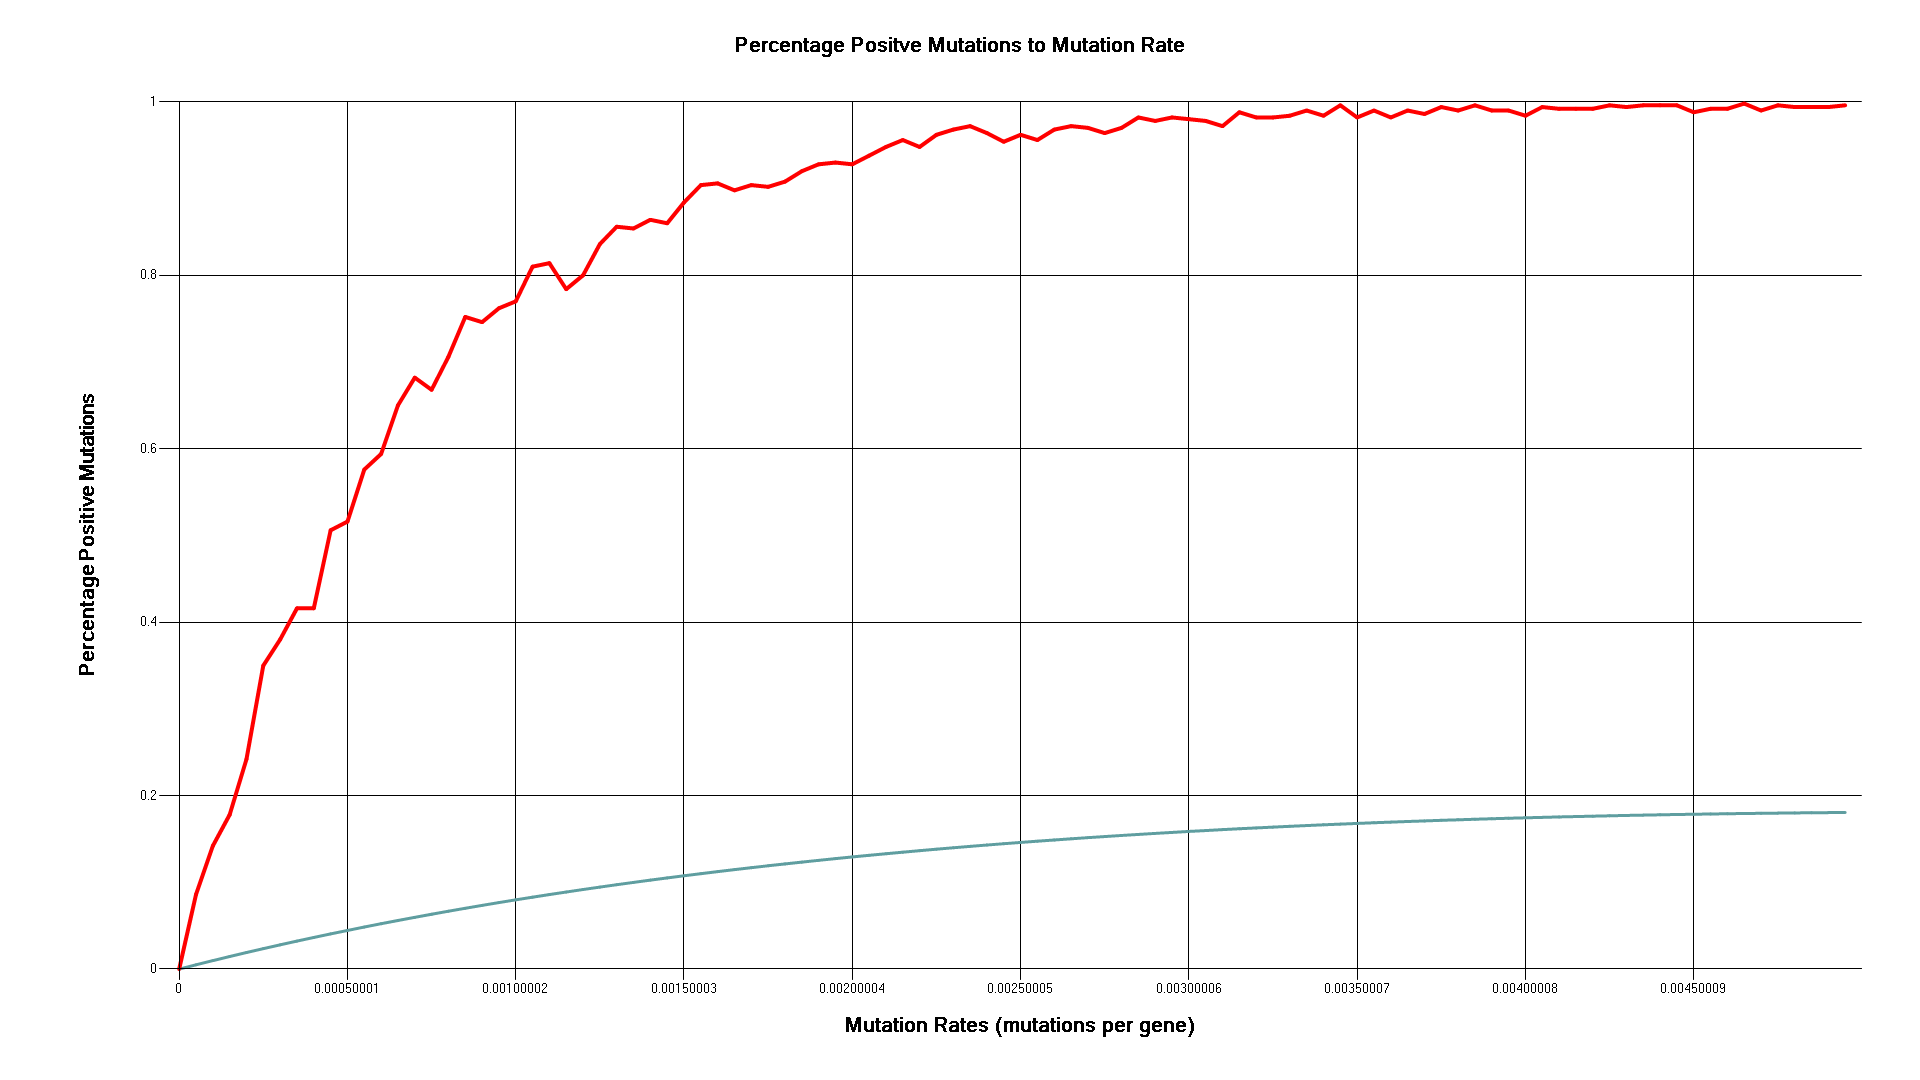 Percentage Positve Mutations to Mutation Rate
1
0.8
0.6
0.4
0.2
0
Percentage Positive Mutations
0 0.00050001 0.00100002 0.00150003 0.00200004 0.00250005 0.00300006 0.00350007 0.00400008 0.00450009
Mutation Rates (mutations per gene)